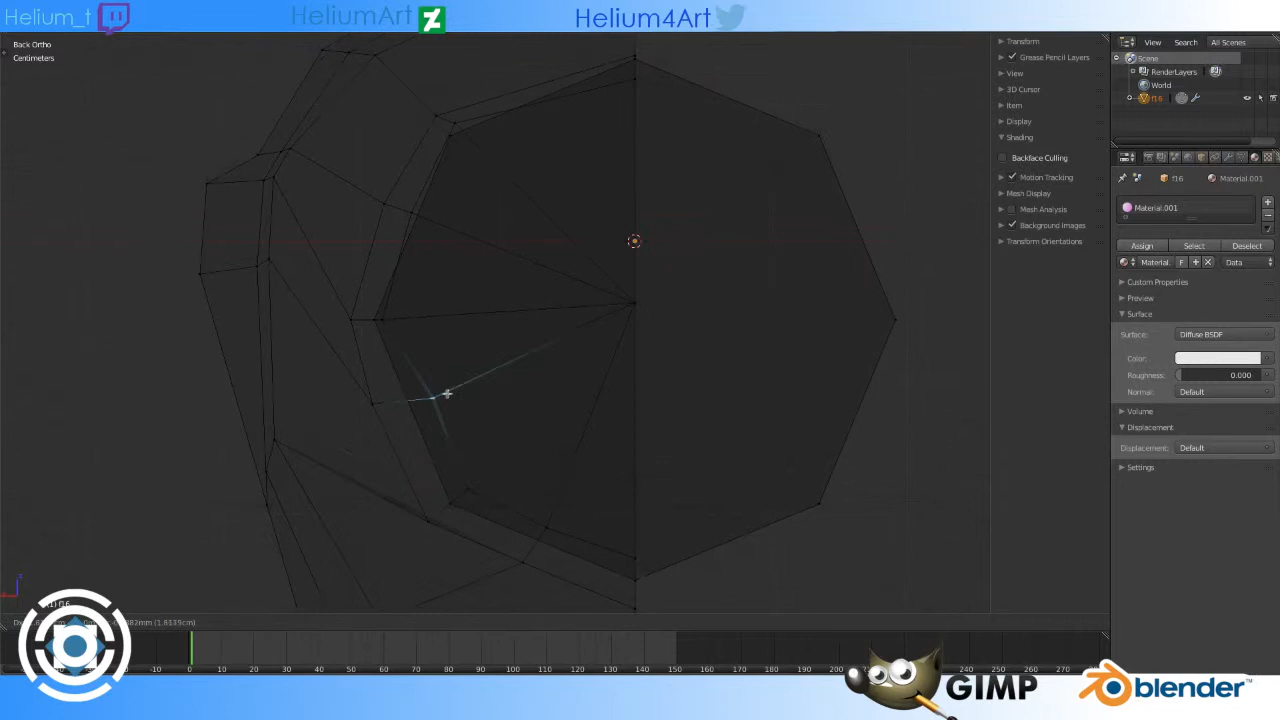 Helium_t
HeliumArt
Helium4Art
Back Ortho
Centimeters
Transform
Grease Pencil Layers
View
3D Cursor
Item
Display
Shading
Backface Culling
Motion Tracking
Mesh Display
Mesh Analysis
Background Images
Transform Orientations
View Search All Scenes
Scene
RenderLayers
World
f16
f16 Material.001
Material.001
Assign Select Deselect
Material. F Data
Custom Properties
Preview
Surface
Surface: Diffuse BSDF
Color:
Roughness: 0.000
Normal: Default
Volume
Displacement
Displacement: Default
Settings
(1.8335cm)
-10 0 10 20 30 40 50 60 70 80 90 100 110 120 130 140 150 160 170 180 190 200 220 230 240 250
GIMP
blender